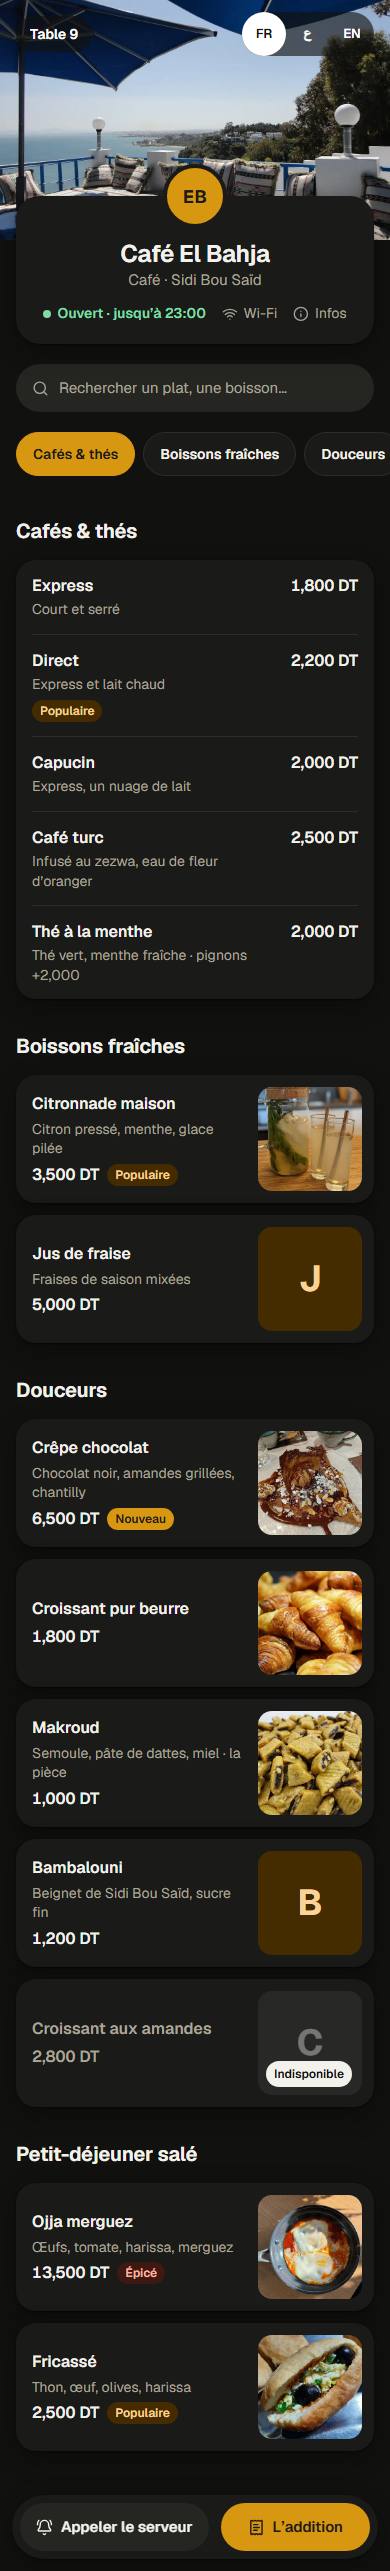 Table 9
FR
ع
EN
EB
Café El Bahja
Café · Sidi Bou Saïd
Ouvert · jusqu'à 23:00 Wi-Fi Infos
Rechercher un plat, une boisson...
Cafés & thés Boissons fraîches Douceurs
Cafés & thés
Express 1,800 DT
Court et serré
Direct 2,200 DT
Express et lait chaud
Populaire
Capucin 2,000 DT
Express, un nuage de lait
Café turc 2,500 DT
Infusé au zezwa, eau de fleur
d'oranger
Thé à la menthe 2,000 DT
Thé vert, menthe fraîche · pignons
+2,000
Boissons fraîches
Citronnade maison
Citron pressé, menthe, glace
pilée
3,500 DT Populaire
Jus de fraise
Fraises de saison mixées
5,000 DT
J
Douceurs
Crêpe chocolat
Chocolat noir, amandes grillées,
chantilly
6,500 DT Nouveau
Croissant pur beurre
1,800 DT
Makroud
Semoule, pâte de dattes, miel · la
pièce
1,000 DT
Bambalouni
Beignet de Sidi Bou Saïd, sucre
fin
1,200 DT
B
Croissant aux amandes
2,800 DT
C
Indisponible
Petit-déjeuner salé
Ojja merguez
Œufs, tomate, harissa, merguez
13,500 DT Épicé
Fricassé
Thon, œuf, olives, harissa
2,500 DT Populaire
Appeler le serveur L'addition